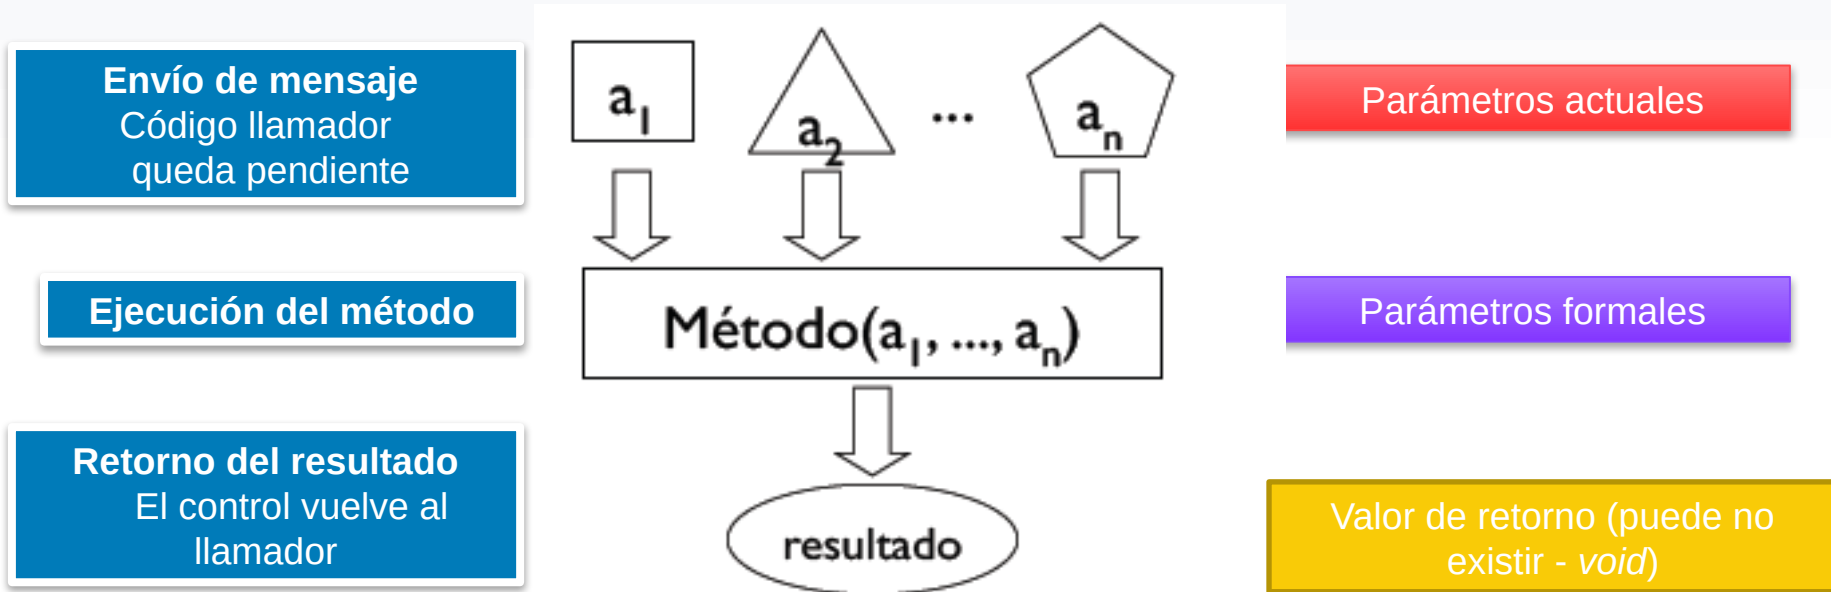 Envío de mensaje
Código llamador
queda pendiente
a1
a2
...
an
Parámetros actuales
Ejecución del método
Método(a1, ..., an)
Parámetros formales
Retorno del resultado
El control vuelve al
llamador
resultado
Valor de retorno (puede no
existir - void)